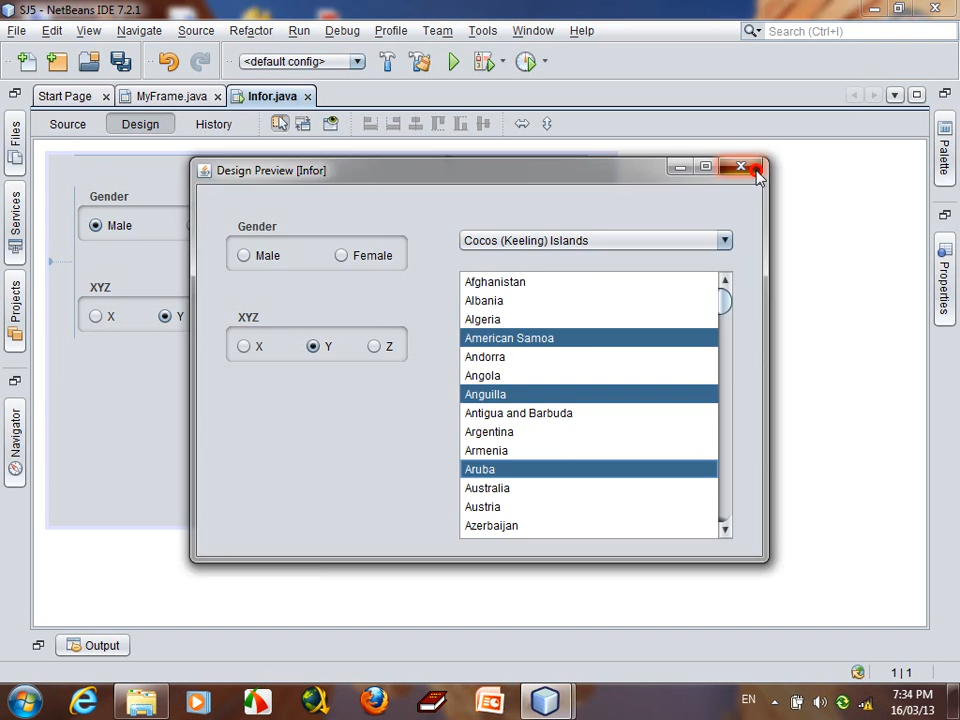 SJ5 - NetBeans IDE 7.2.1
File Edit View Navigate Source Refactor Run Debug Profile Team Tools Window Help
Search (Ctrl+I)
<default config>
Start Page MyFrame.java Infor.java
Source Design History
Files
Services
Projects
Navigator
Palette
Properties
Gender
Male
XYZ
X Y
Design Preview [Infor]
Gender
Male Female
XYZ
X Y Z
Cocos (Keeling) Islands
Afghanistan
Albania
Algeria
American Samoa
Andorra
Angola
Anguilla
Antigua and Barbuda
Argentina
Armenia
Aruba
Australia
Austria
Azerbaijan
Output
1|1
EN
7:34 PM
16/03/13